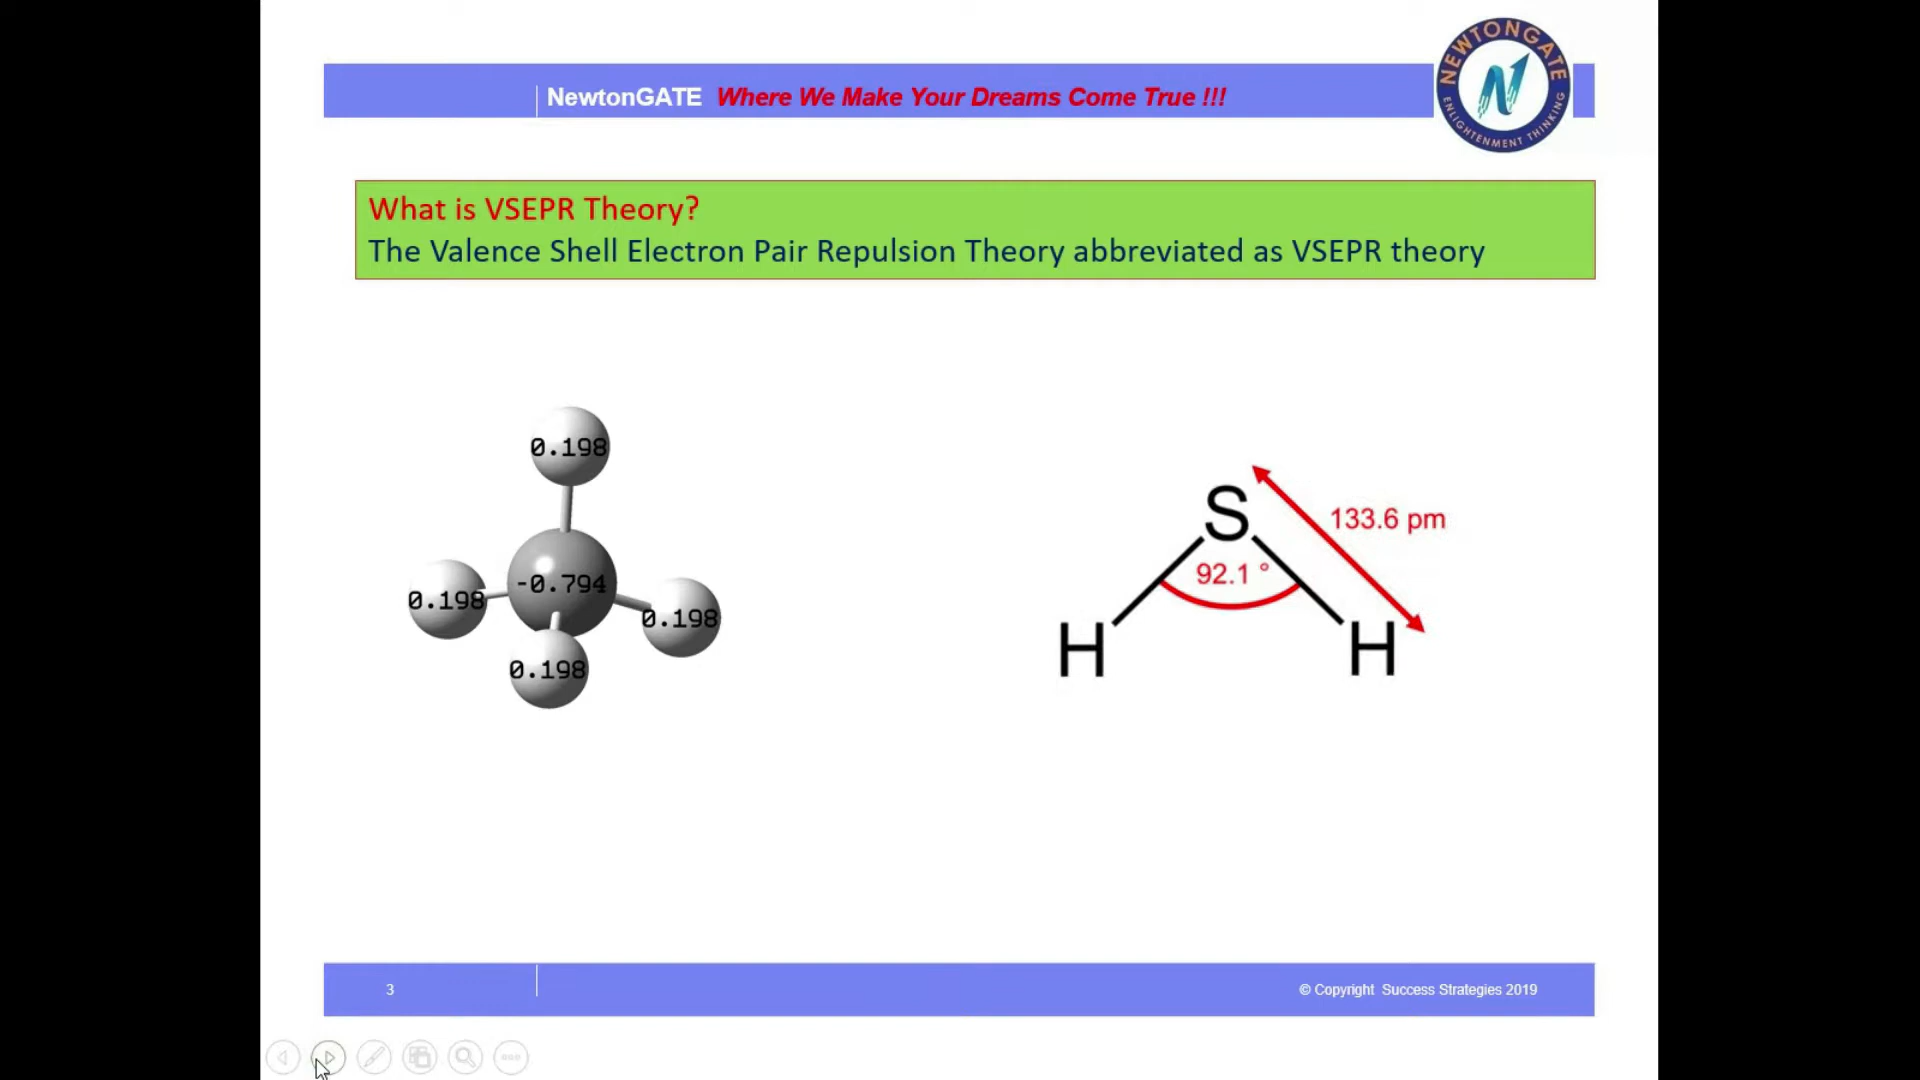 NewtonGATE Where We Make Your Dreams Come True !!!
NEWTONGATE
N
ENLIGHTENMENT THINKING
What is VSEPR Theory?
The Valence Shell Electron Pair Repulsion Theory abbreviated as VSEPR theory
0.198
-0.794
0.198
0.198
0.198
S
133.6 pm
92.1 °
H
H
3
© Copyright Success Strategies 2019